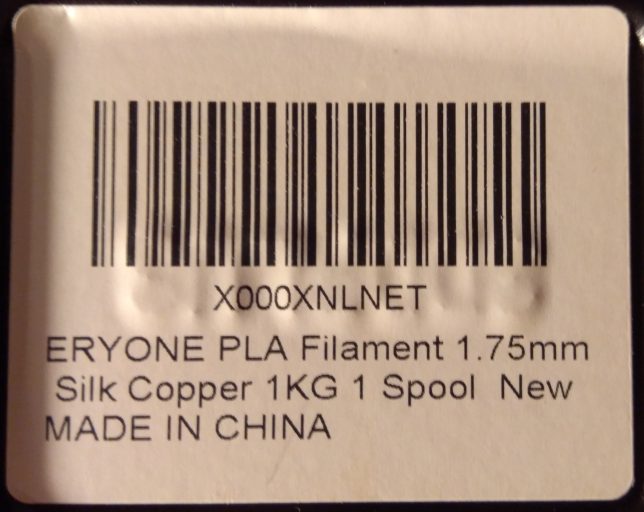 X000XNLNET
ERYONE PLA Filament 1.75mm
Silk Copper 1KG 1 Spool  New
MADE IN CHINA